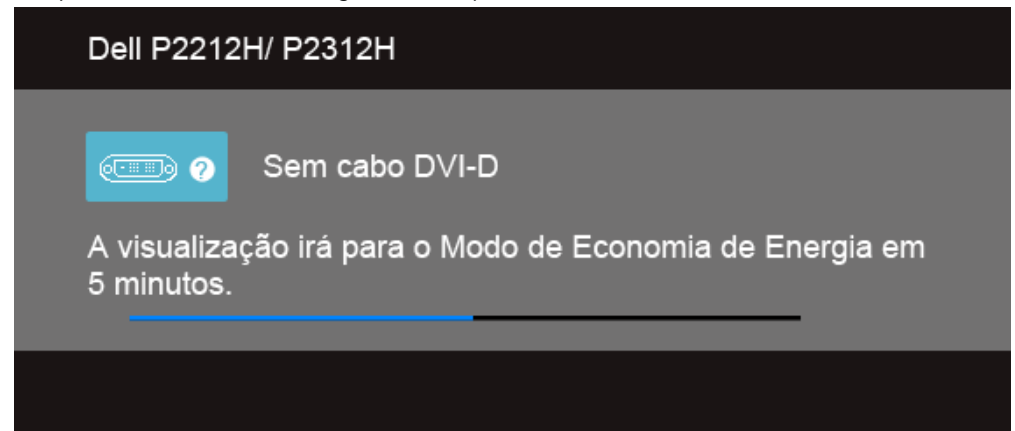 Dell P2212H/ P2312H
Sem cabo DVI-D
A visualização irá para o Modo de Economia de Energia em
5 minutos.